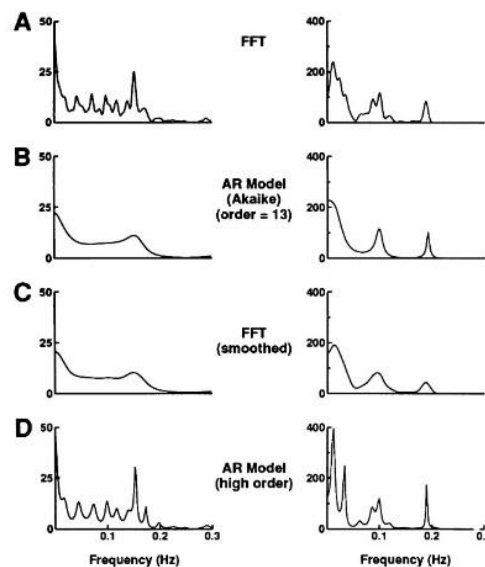 A
50
25
0
FFT
400
200
0
B
50
25
0
AR Model
(Akaike)
(order = 13)
400
200
0
C
50
25
0
FFT
(smoothed)
400
200
0
D
50
25
0
0.1 0.2 0.3
Frequency (Hz)
AR Model
(high order)
400
200
0
0.1 0.2 0.3
Frequency (Hz)